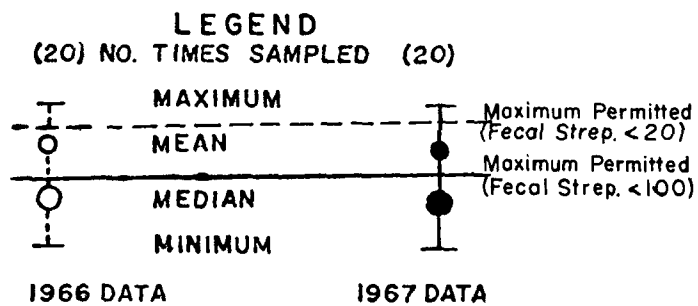 LEGEND
(20) NO. TIMES SAMPLED (20)
MAXIMUM
Maximum Permitted
(Fecal Strep. < 20)
MEAN
Maximum Permitted
(Fecal Strep. < 100)
MEDIAN
MINIMUM
1966 DATA 1967 DATA